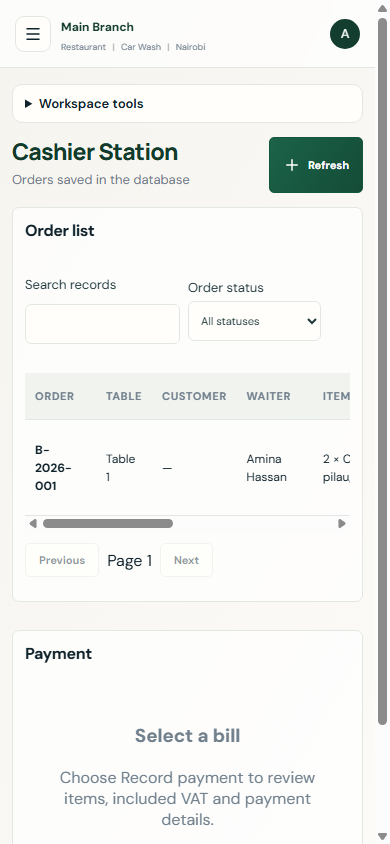 Main Branch
Restaurant | Car Wash | Nairobi
A
Workspace tools
Cashier Station
Orders saved in the database
Refresh
Order list
Search records
Order status
All statuses
ORDER TABLE CUSTOMER WAITER ITEM
B-
2026-
001
Table
1
—
Amina
Hassan
2 × C
pilau,
Previous Page 1 Next
Payment
Select a bill
Choose Record payment to review
items, included VAT and payment
details.